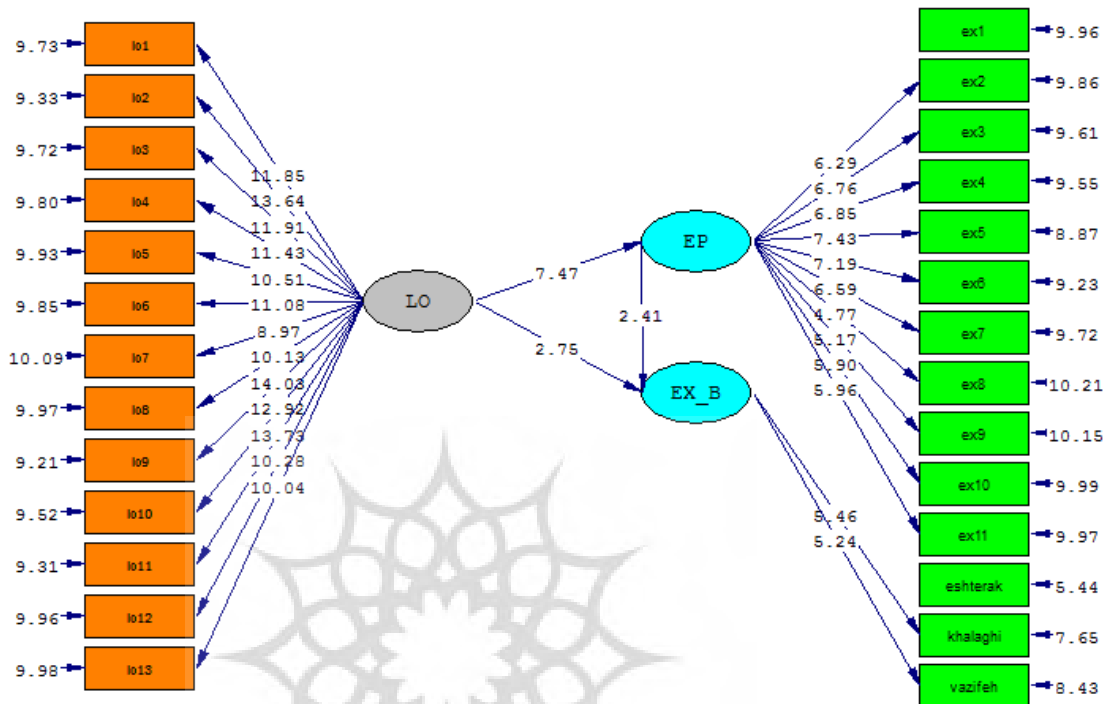 9.73 lo1
9.33 lo2
9.72 lo3
9.80 lo4
9.93 lo5
9.85 lo6
10.09 lo7
9.97 lo8
9.21 lo9
9.52 lo10
9.31 lo11
9.96 lo12
9.98 lo13
11.85
13.64
11.91
11.43
10.51
11.08
8.97
10.13
14.03
12.92
13.73
10.28
10.04
LO
7.47
2.75
EP
2.41
EX_B
6.29
6.76
6.85
7.43
7.19
6.59
4.77
5.17
5.90
5.96
5.46
5.24
ex1 9.96
ex2 9.86
ex3 9.61
ex4 9.55
ex5 8.87
ex6 9.23
ex7 9.72
ex8 10.21
ex9 10.15
ex10 9.99
ex11 9.97
eshterak 5.44
khalaghi 7.65
vazifeh 8.43